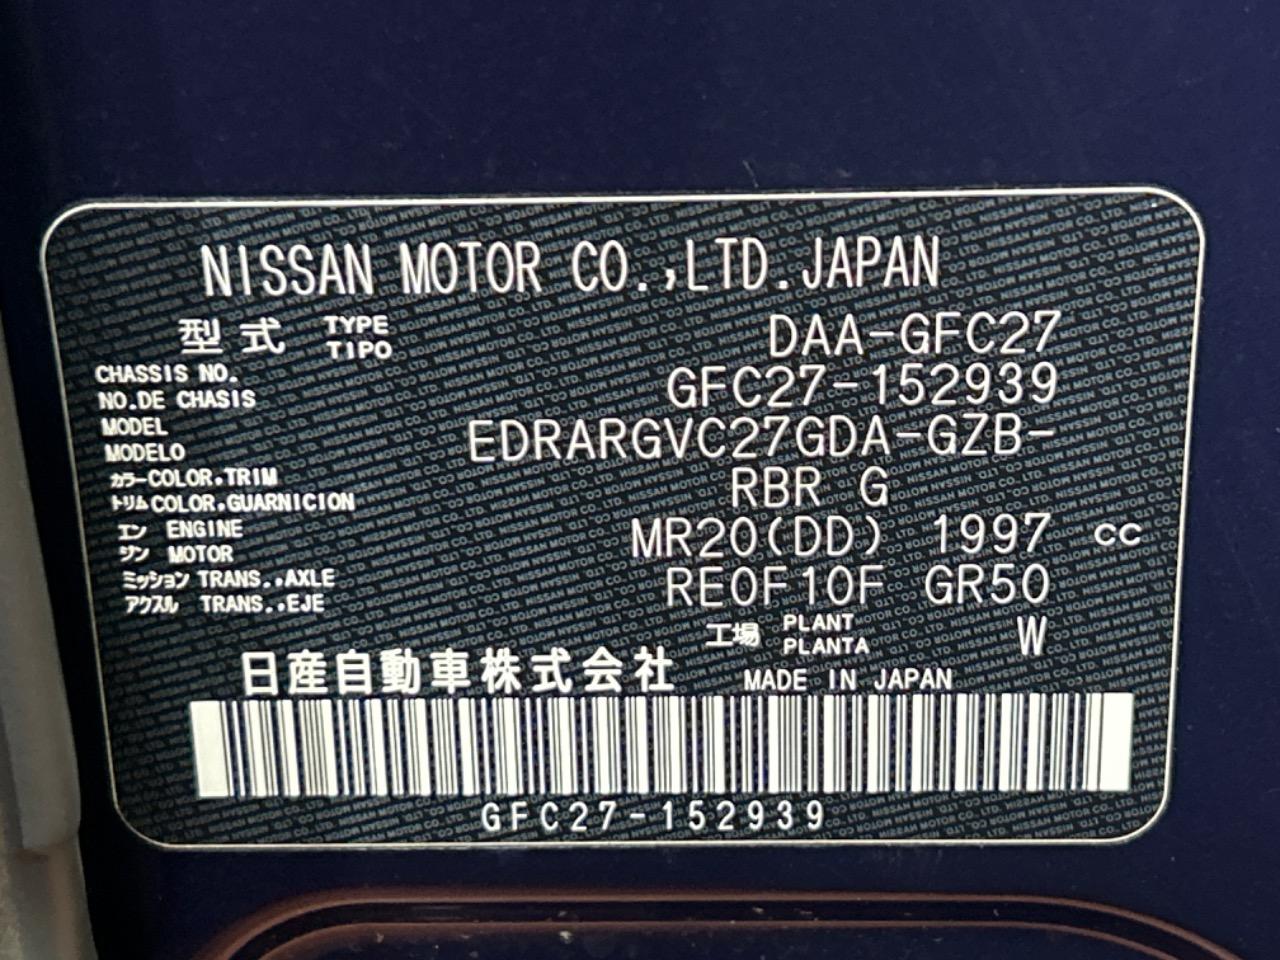 NISSAN MOTOR CO.,LTD.JAPAN
型式 TYPE TIPO DAA-GFC27
CHASSIS NO. NO.DE CHASIS GFC27-152939
MODEL MODELO EDRARGVC27GDA-GZB-
カラー COLOR.TRIM トリム COLOR.GUARNICION RBR G
エンジン ENGINE MOTOR MR20(DD) 1997 cc
ミッション TRANS..AXLE アクスル TRANS..EJE RE0F10F GR50
工場 PLANT PLANTA W
日産自動車株式会社 MADE IN JAPAN
GFC27-152939